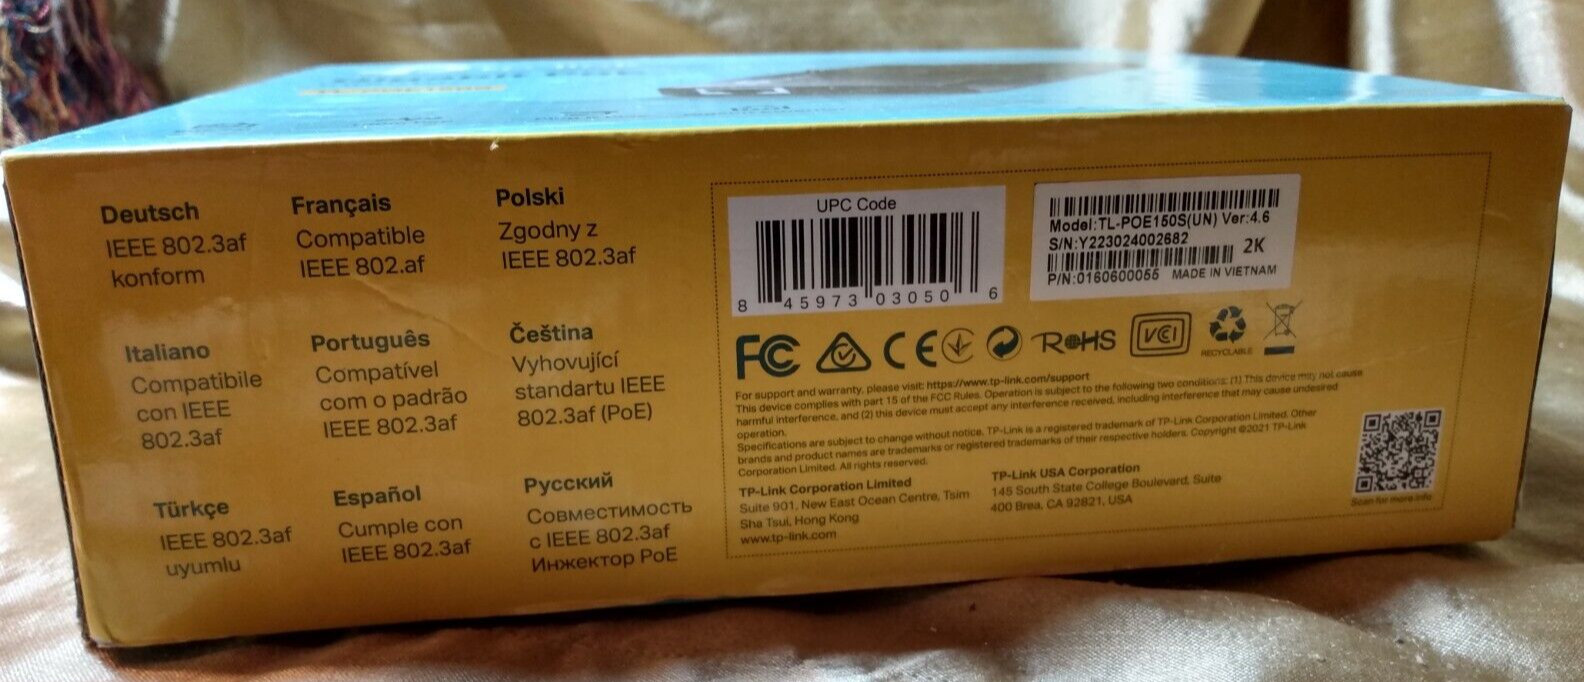 Deutsch
IEEE 802.3af
konform
Français
Compatible
IEEE 802.af
Polski
Zgodny z
IEEE 802.3af
Italiano
Compatibile
con IEEE
802.3af
Português
Compatível
com o padrão
IEEE 802.3af
Čeština
Vyhovující
standartu IEEE
802.3af (PoE)
Türkçe
IEEE 802.3af
uyumlu
Español
Cumple con
IEEE 802.3af
Русский
Совместимость
с IEEE 802.3af
Инжектор PoE
UPC Code
8 45973 03050 6
Model:TL-POE150S(UN) Ver:4.6
S/N:Y223024002682
2K
P/N:0160600055 MADE IN VIETNAM
FC CE RoHS VCCI
RECYCLABLE
For support and warranty, please visit: https://www.tp-link.com/support
This device complies with part 15 of the FCC Rules. Operation is subject to the following two conditions: (1) This device may not cause
harmful interference, and (2) this device must accept any interference received, including interference that may cause undesired
operation.
Specifications are subject to change without notice. TP-Link is a registered trademark of TP-Link Corporation Limited. Other
brands and product names are trademarks or registered trademarks of their respective holders. Copyright ©2021 TP-Link
Corporation Limited. All rights reserved.
TP-Link Corporation Limited
Suite 901, New East Ocean Centre, Tsim
Sha Tsui, Hong Kong
www.tp-link.com
TP-Link USA Corporation
145 South State College Boulevard, Suite
400 Brea, CA 92821, USA
Scan for more info